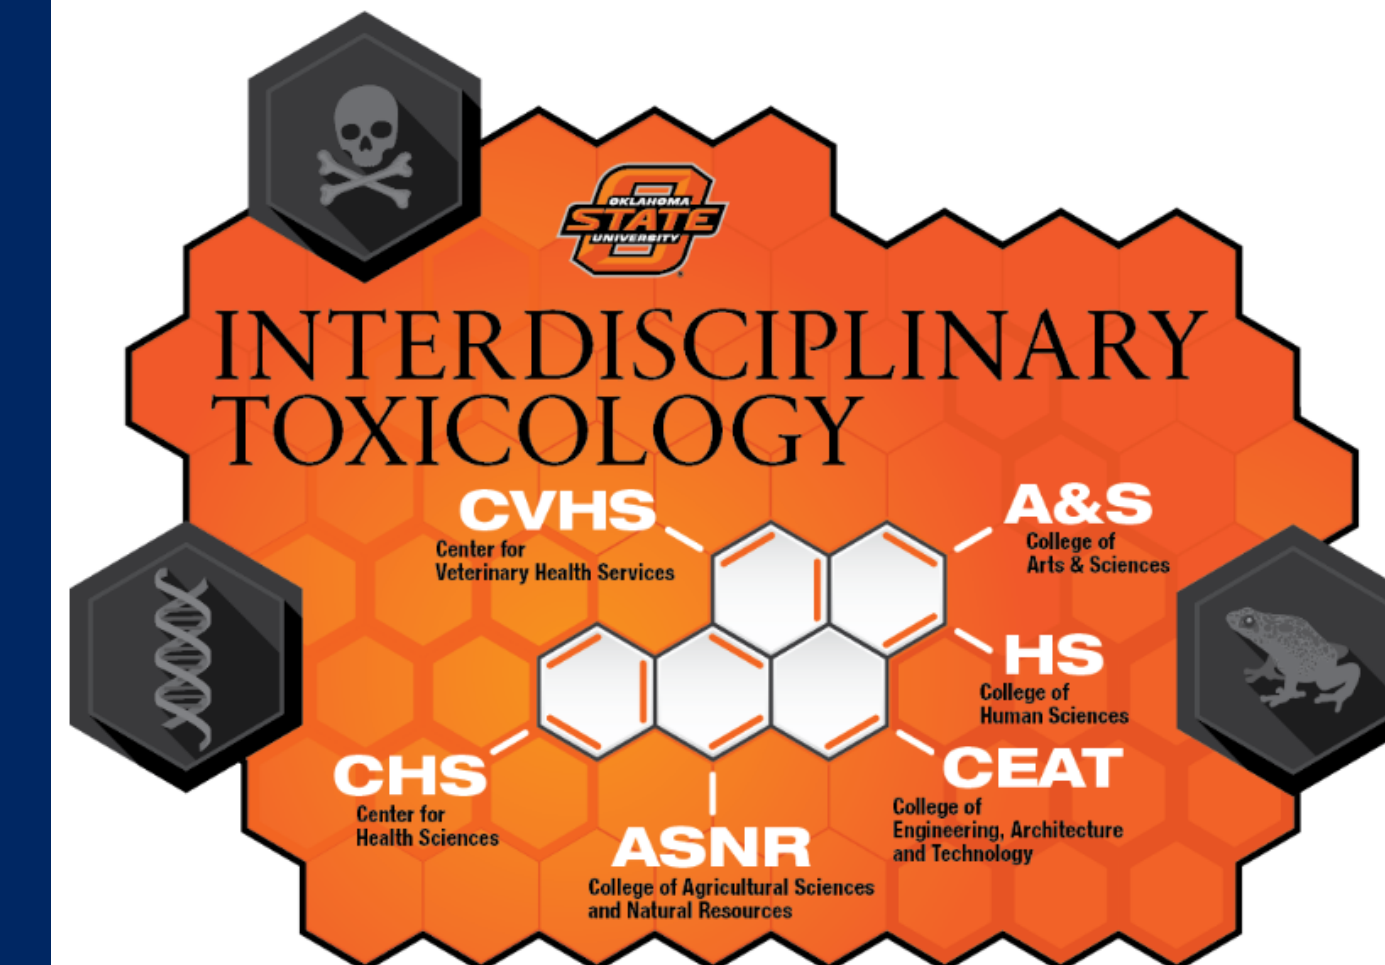 OKLAHOMA
STATE
UNIVERSITY
INTERDISCIPLINARY
TOXICOLOGY
CVHS
Center for
Veterinary Health Services
A&S
College of
Arts & Sciences
HS
College of
Human Sciences
CHS
Center for
Health Sciences
CEAT
College of
Engineering, Architecture
and Technology
ASNR
College of Agricultural Sciences
and Natural Resources